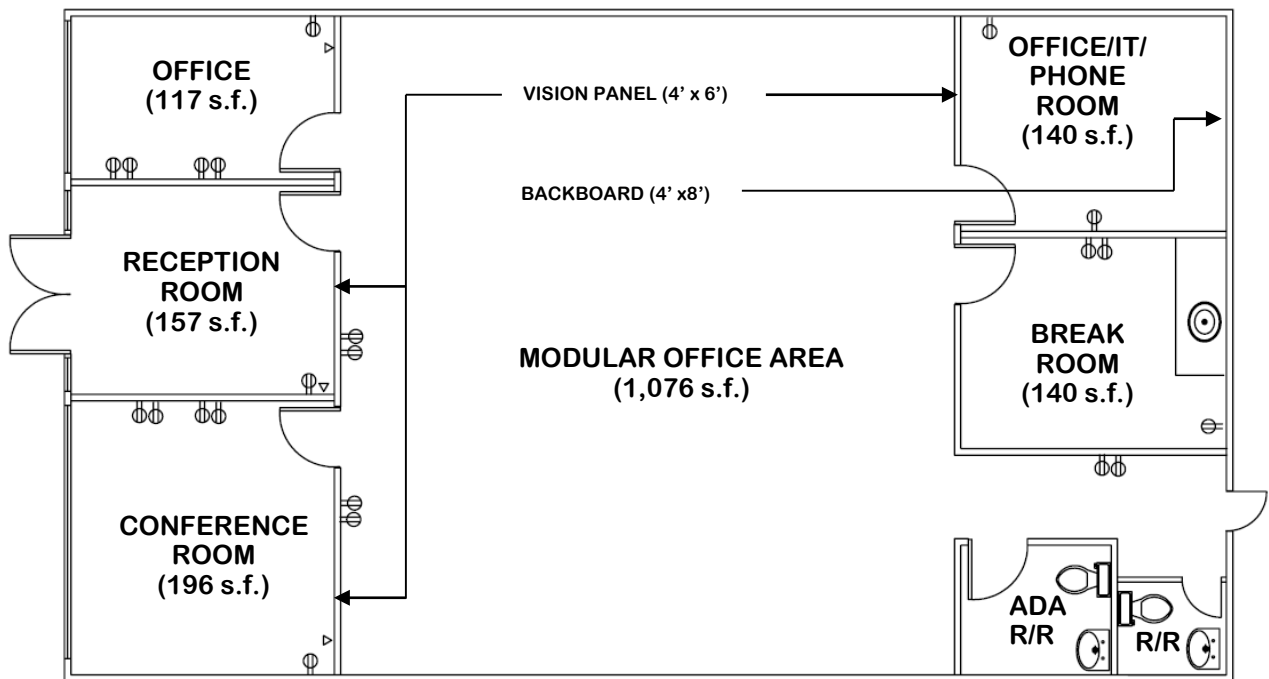 OFFICE
(117 s.f.)
VISION PANEL (4’ x 6’)
OFFICE/IT/
PHONE
ROOM
(140 s.f.)
BACKBOARD (4’ x8’)
RECEPTION
ROOM
(157 s.f.)
MODULAR OFFICE AREA
(1,076 s.f.)
BREAK
ROOM
(140 s.f.)
CONFERENCE
ROOM
(196 s.f.)
ADA
R/R
R/R